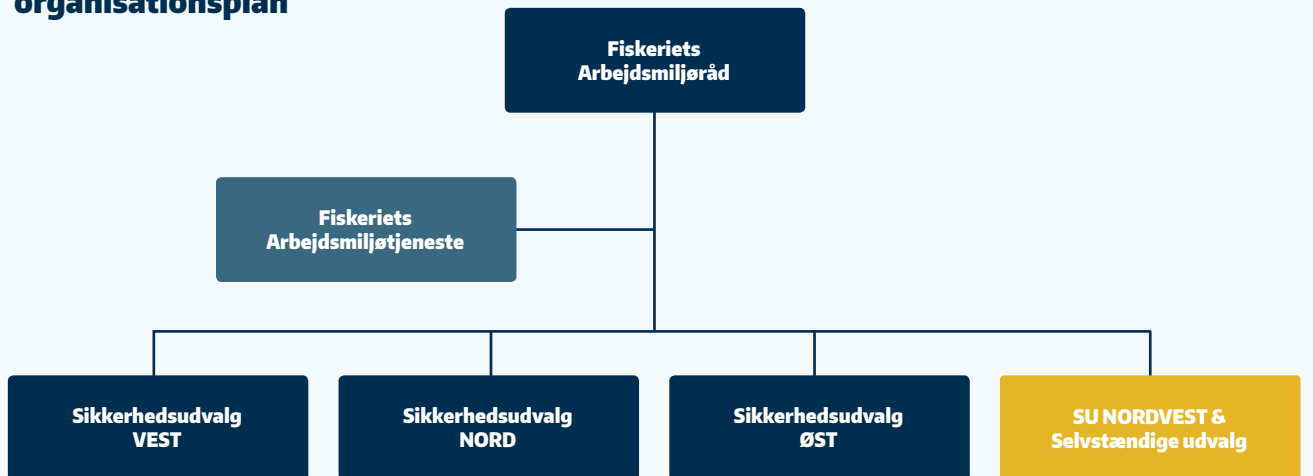 organisationsplan
Fiskeriets
Arbejdsmiljøråd
Fiskeriets
Arbejdsmiljøtjeneste
Sikkerhedsudvalg
VEST
Sikkerhedsudvalg
NORD
Sikkerhedsudvalg
ØST
SU NORDVEST &
Selvstændige udvalg